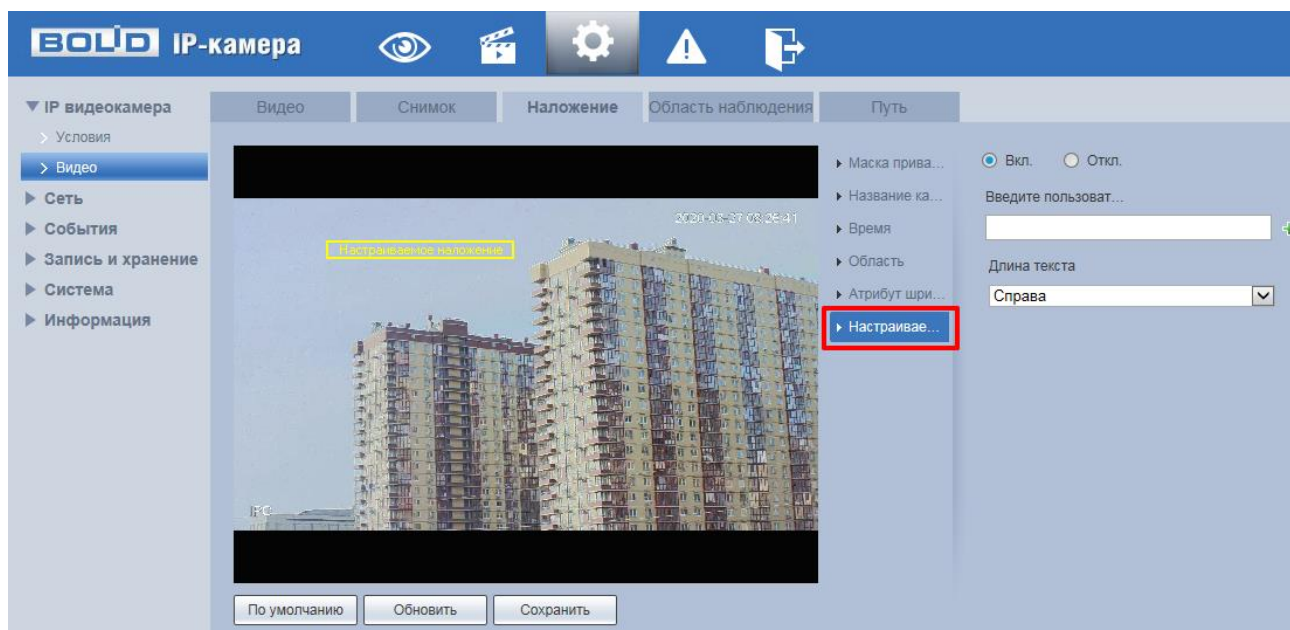 BOLID IP-камера
IP видеокамера
Условия
Видео
Сеть
События
Запись и хранение
Система
Информация
Видео
Снимок
Наложение
Область наблюдения
Путь
Настраиваемое наложение
IPC
Маска прива...
Название ка...
Время
Область
Атрибут шри...
Настраивае...
Вкл.
Откл.
Введите пользоват...
Длина текста
Справа
По умолчанию
Обновить
Сохранить